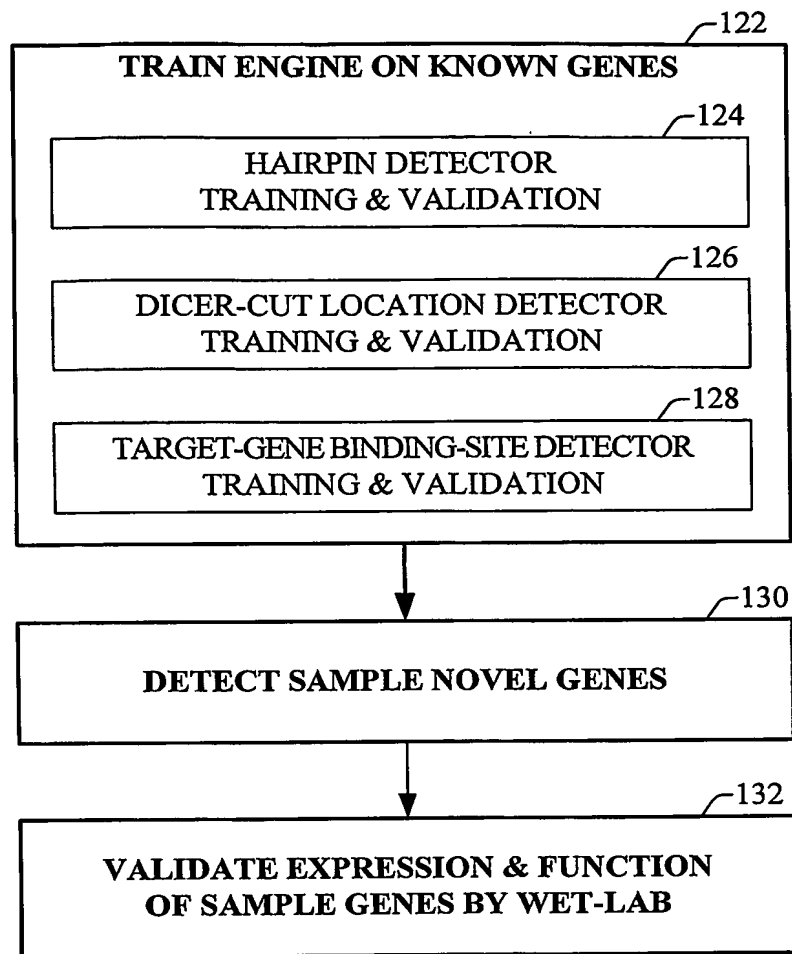 122
TRAIN ENGINE ON KNOWN GENES
124
HAIRPIN DETECTOR
TRAINING & VALIDATION
126
DICER-CUT LOCATION DETECTOR
TRAINING & VALIDATION
128
TARGET-GENE BINDING-SITE DETECTOR
TRAINING & VALIDATION
130
DETECT SAMPLE NOVEL GENES
132
VALIDATE EXPRESSION & FUNCTION
OF SAMPLE GENES BY WET-LAB